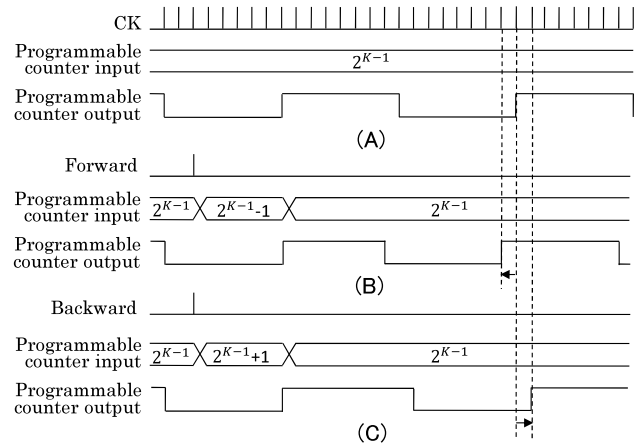 CK
Programmable
counter input
2^{K-1}
Programmable
counter output
(A)
Forward
Programmable
counter input
2^{K-1} 2^{K-1}-1 2^{K-1}
Programmable
counter output
(B)
Backward
Programmable
counter input
2^{K-1} 2^{K-1}+1 2^{K-1}
Programmable
counter output
(C)